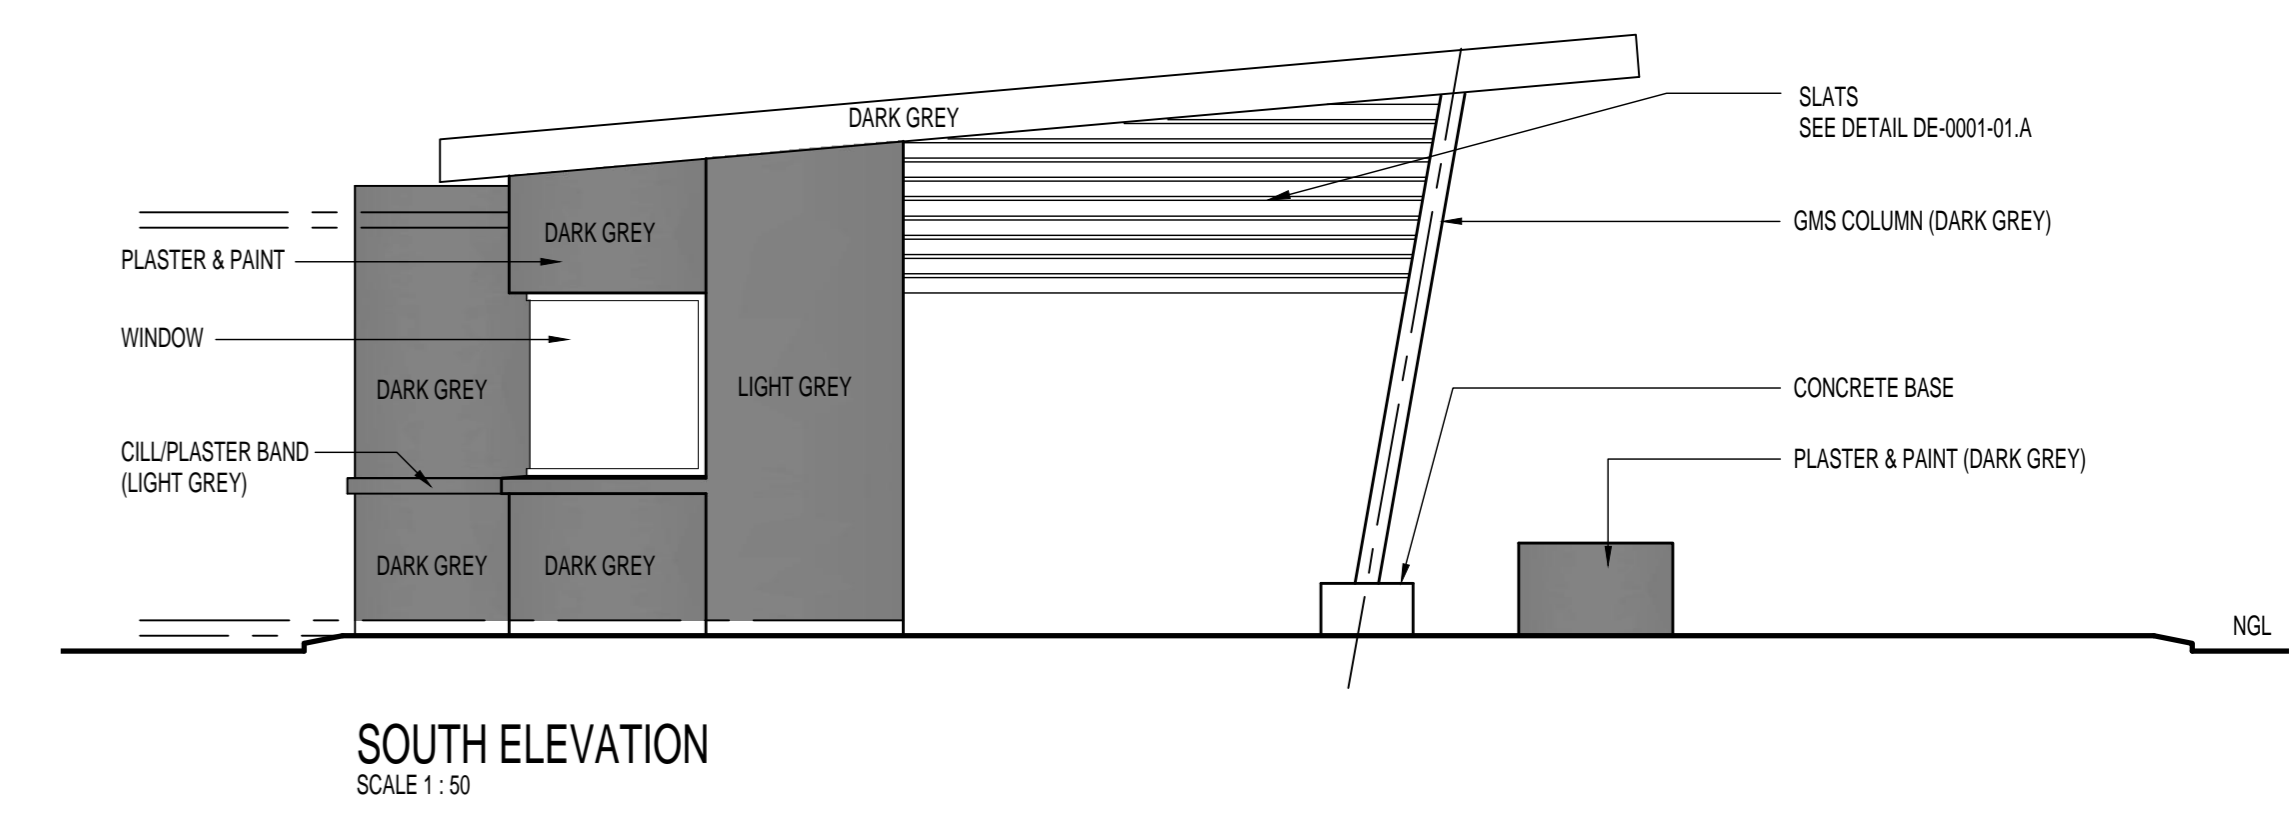 DARK GREY
SLATS
SEE DETAIL DE-0001-01.A
DARK GREY
GMS COLUMN (DARK GREY)
PLASTER & PAINT
WINDOW
DARK GREY
LIGHT GREY
CONCRETE BASE
CILL/PLASTER BAND
(LIGHT GREY)
PLASTER & PAINT (DARK GREY)
DARK GREY
DARK GREY
NGL
SOUTH ELEVATION
SCALE 1 : 50